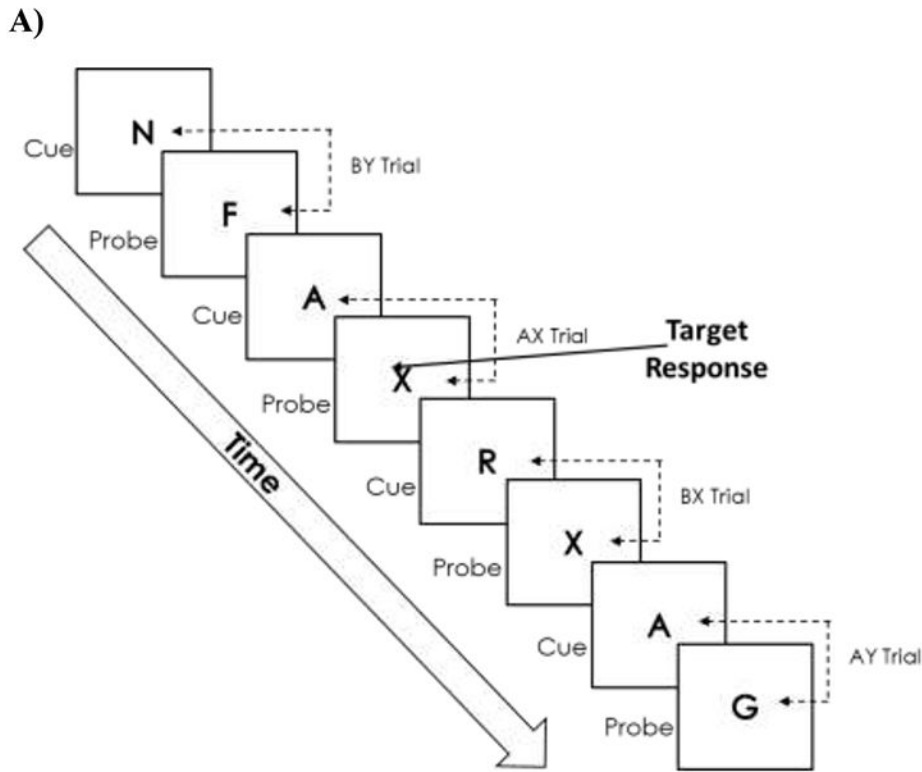 A)
N
Cue
BY Trial
F
Probe
A
Cue
AX Trial
Target
Response
X
Probe
Time
R
Cue
BX Trial
X
Probe
A
Cue
AY Trial
G
Probe